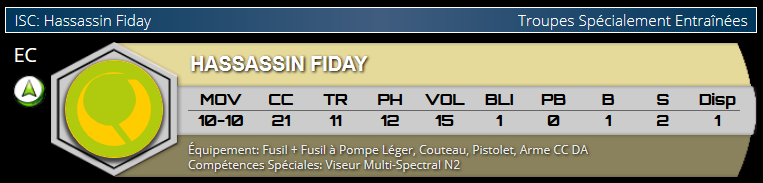 ISC: Hassassin Fiday Troupes Spécialement Entraînées
EC
HASSASSIN FIDAY
MOV CC TR PH VOL BLI PB B S Disp
10-10 21 11 12 15 1 0 1 2 1
Équipement: Fusil + Fusil à Pompe Léger, Couteau, Pistolet, Arme CC DA
Compétences Spéciales: Viseur Multi-Spectral N2